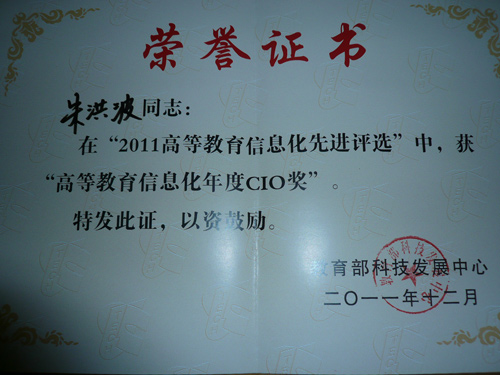 荣誉证书
朱洪波同志：
在“2011高等教育信息化先进评选”中，获
“高等教育信息化年度CIO奖”。
特发此证，以资鼓励。
教育部科技发展中心
二〇一一年十二月